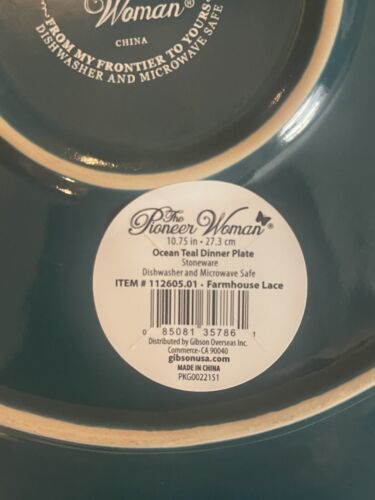 Woman®
CHINA
FROM MY FRONTIER TO YOURS
DISHWASHER AND MICROWAVE SAFE
The
Pioneer Woman®
10.75 in • 27.3 cm
Ocean Teal Dinner Plate
Stoneware
Dishwasher and Microwave Safe
ITEM # 112605.01 - Farmhouse Lace
0 85081 35786 1
Distributed by Gibson Overseas Inc.
Commerce-CA 90040
gibsonusa.com
MADE IN CHINA
PKG0022151